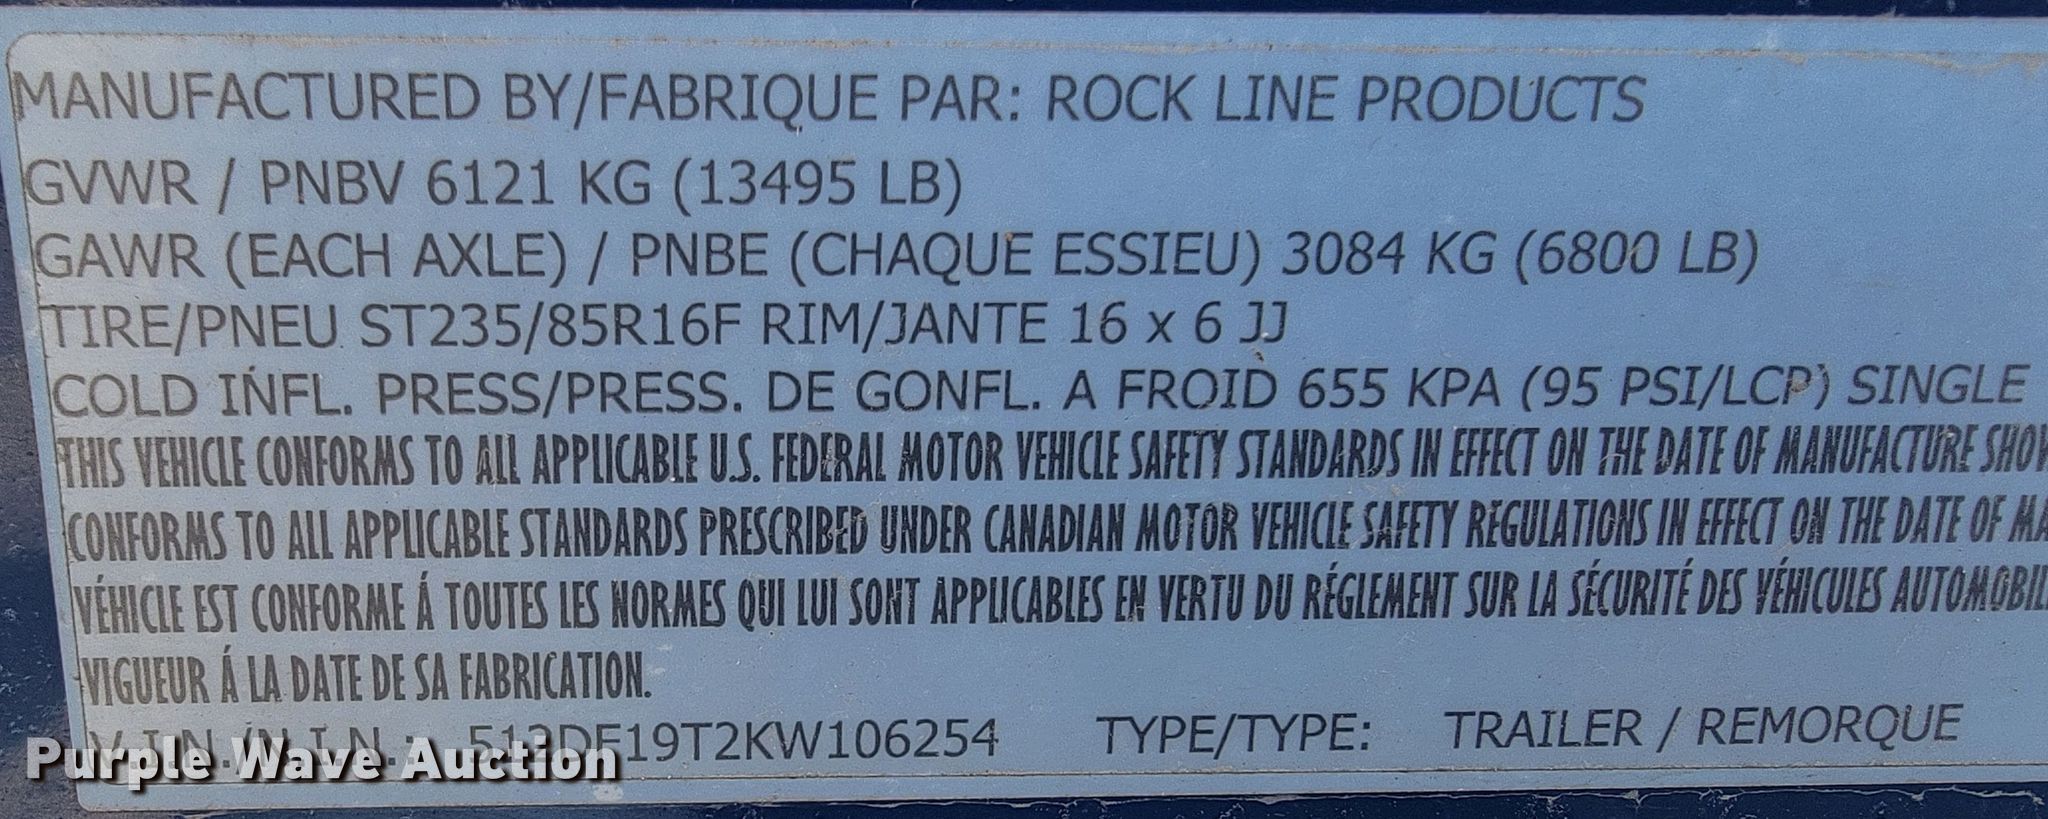 MANUFACTURED BY/FABRIQUE PAR: ROCK LINE PRODUCTS
GVWR / PNBV 6121 KG (13495 LB)
GAWR (EACH AXLE) / PNBE (CHAQUE ESSIEU) 3084 KG (6800 LB)
TIRE/PNEU ST235/85R16F RIM/JANTE 16 x 6 JJ
COLD INFL. PRESS/PRESS. DE GONFL. A FROID 655 KPA (95 PSI/LCP) SINGLE
THIS VEHICLE CONFORMS TO ALL APPLICABLE U.S. FEDERAL MOTOR VEHICLE SAFETY STANDARDS IN EFFECT ON THE DATE OF MANUFACTURE SHOW
CONFORMS TO ALL APPLICABLE STANDARDS PRESCRIBED UNDER CANADIAN MOTOR VEHICLE SAFETY REGULATIONS IN EFFECT ON THE DATE OF MA
VÉHICLE EST CONFORME Á TOUTES LES NORMES QUI LUI SONT APPLICABLES EN VERTU DU RÉGLEMENT SUR LA SÉCURITÉ DES VÉHICULES AUTOMOBIL
VIGUEUR Á LA DATE DE SA FABRICATION.
V.I.N./N.I.N.: 512DF19T2KW106254 TYPE/TYPE: TRAILER / REMORQUE
Purple Wave Auction